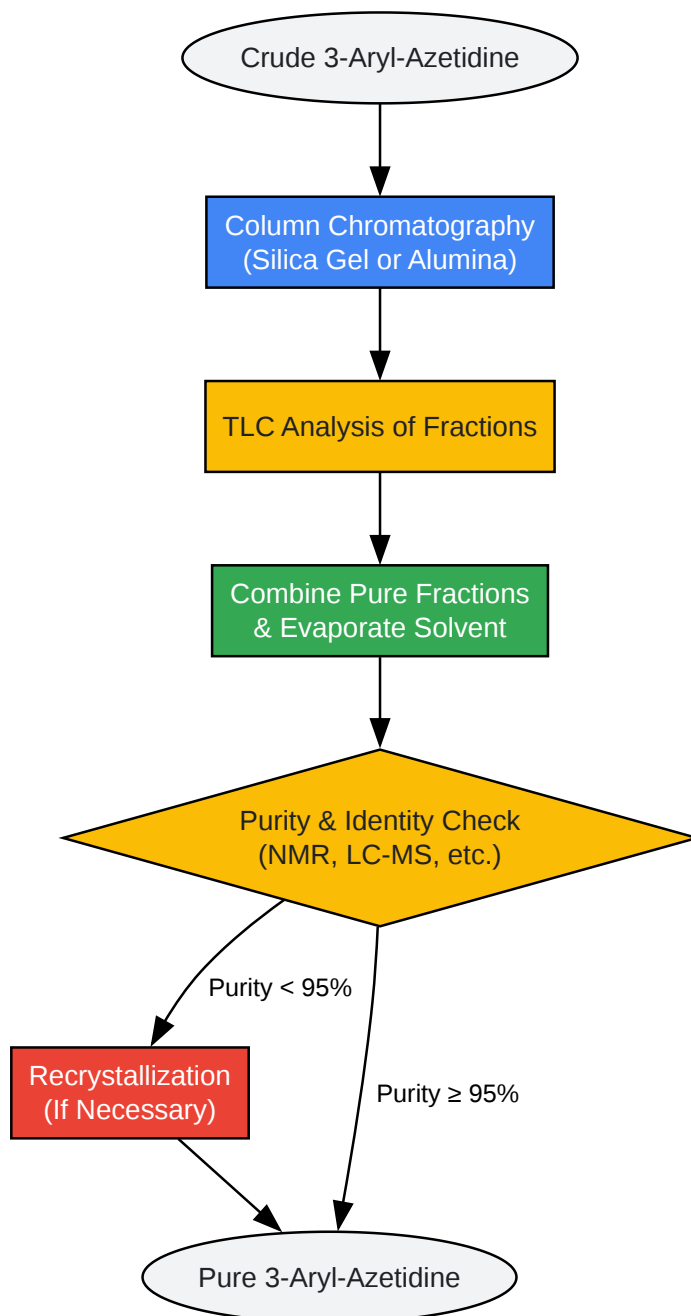 Crude 3-Aryl-Azetidine
Column Chromatography
(Silica Gel or Alumina)
TLC Analysis of Fractions
Combine Pure Fractions
& Evaporate Solvent
Purity & Identity Check
(NMR, LC-MS, etc.)
Purity < 95%
Recrystallization
(If Necessary)
Purity ≥ 95%
Pure 3-Aryl-Azetidine